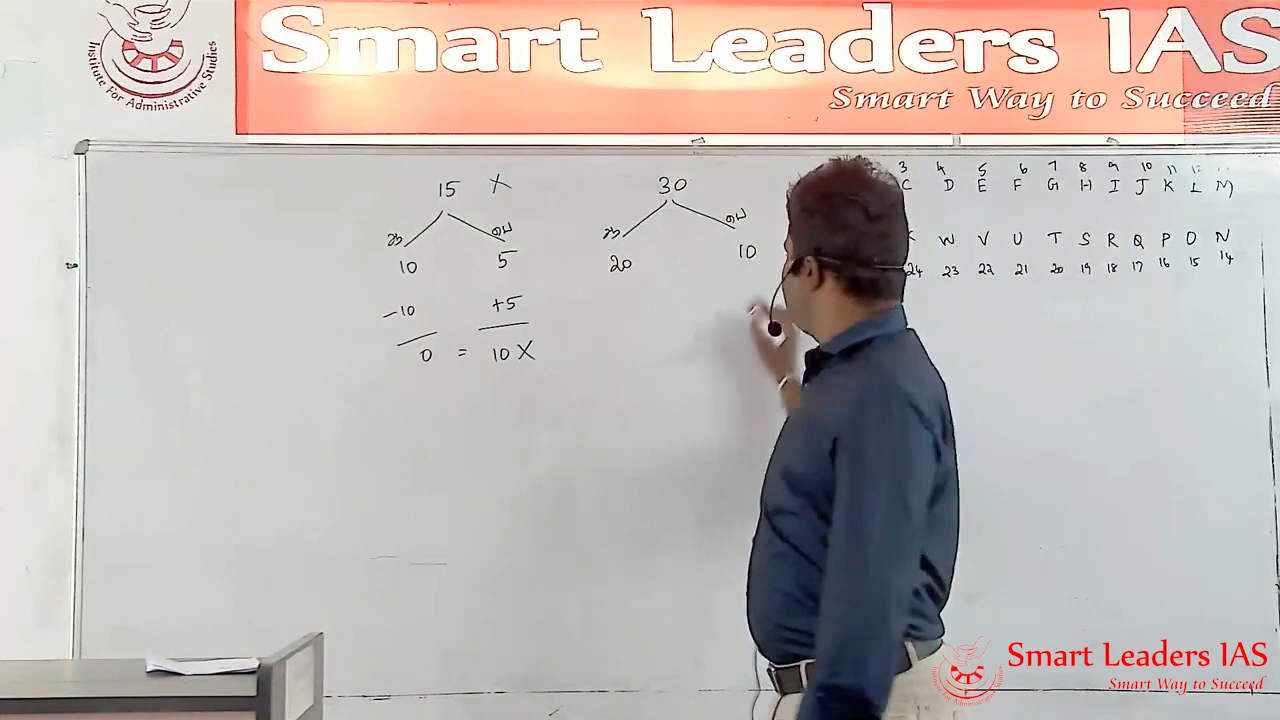 Smart Leaders IAS
Smart Way to Succeed
Institute For Administrative Studies
15 X
10 5
-10 +5
0 = 10 X
30
20 10
3 4 5 6 7 8 9 10 11 12
C D E F G H I J K L M
W V U T S R Q P O N
24 23 22 21 20 19 18 17 16 15 14
Smart Leaders IAS
Smart Way to Succeed